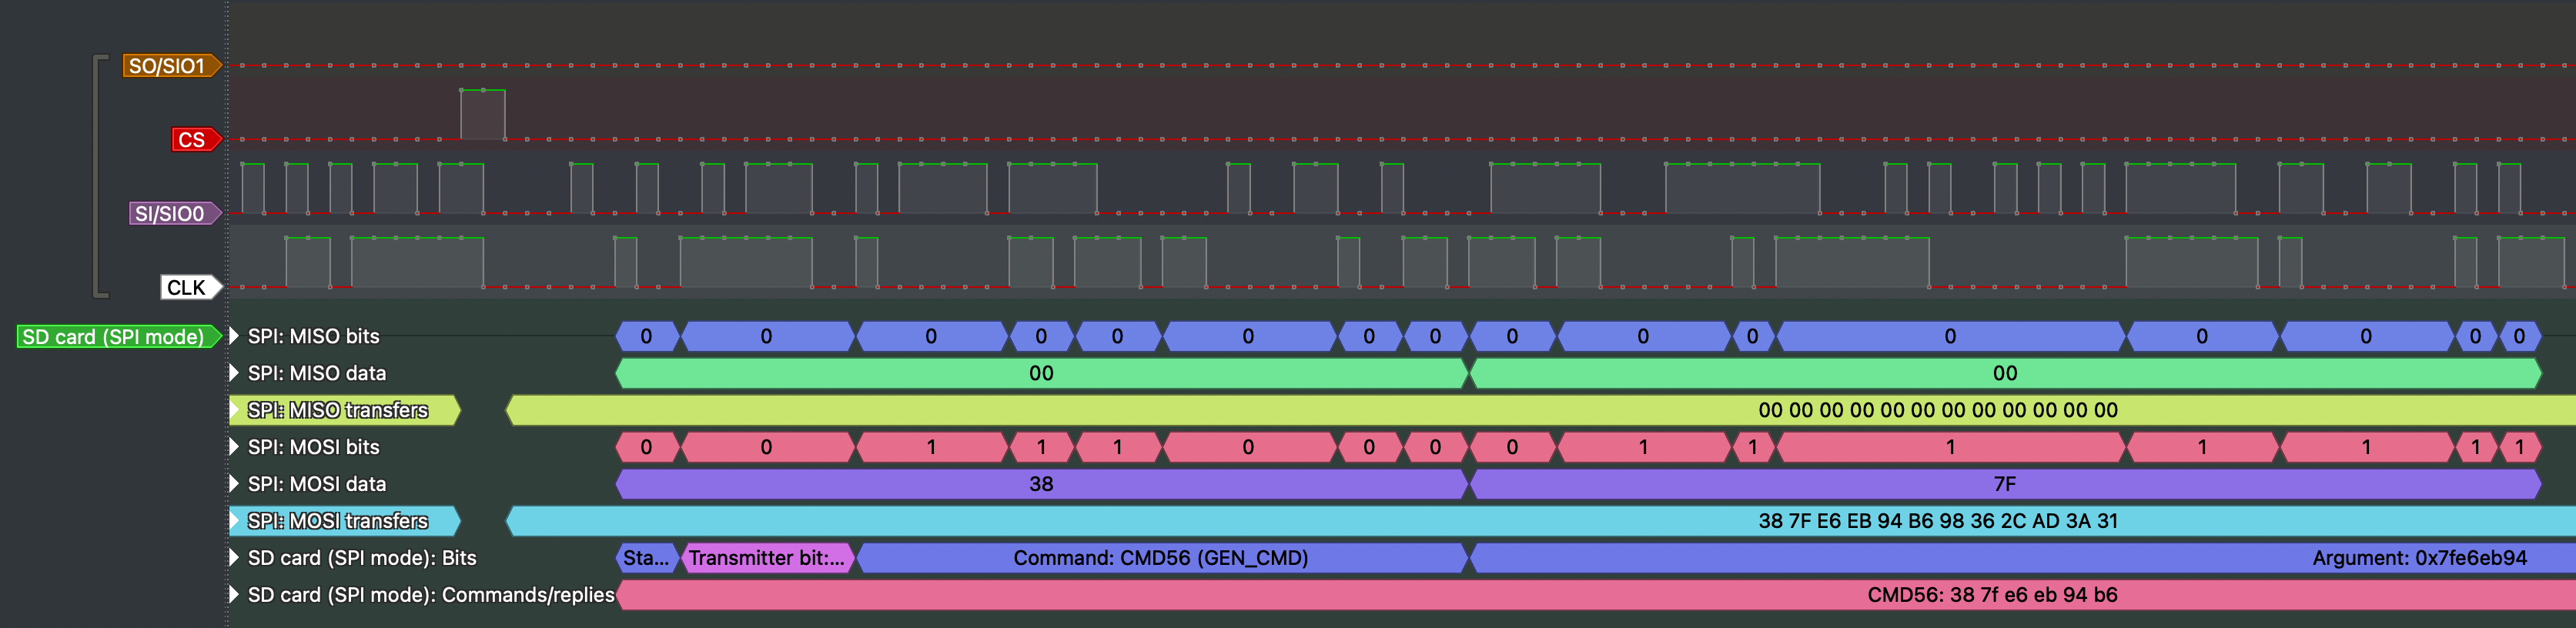 SO/SIO1
CS
SI/SIO0
CLK
SD card (SPI mode)
SPI: MISO bits 0 0 0 0 0 0 0 0 0 0 0 0 0 0 0 0
SPI: MISO data 00 00
SPI: MISO transfers 00 00 00 00 00 00 00 00 00 00 00 00
SPI: MOSI bits 0 0 1 1 1 0 0 0 0 1 1 1 1 1 1 1
SPI: MOSI data 38 7F
SPI: MOSI transfers 38 7F E6 EB 94 B6 98 36 2C AD 3A 31
SD card (SPI mode): Bits Sta... Transmitter bit:... Command: CMD56 (GEN_CMD) Argument: 0x7fe6eb94
SD card (SPI mode): Commands/replies CMD56: 38 7f e6 eb 94 b6